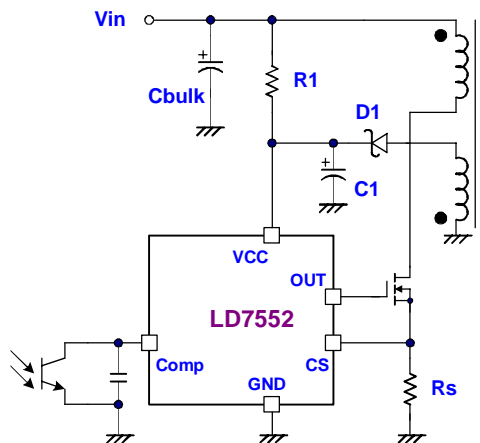 Vin
Cbulk
R1
D1
C1
VCC
OUT
LD7552
Comp
CS
GND
Rs